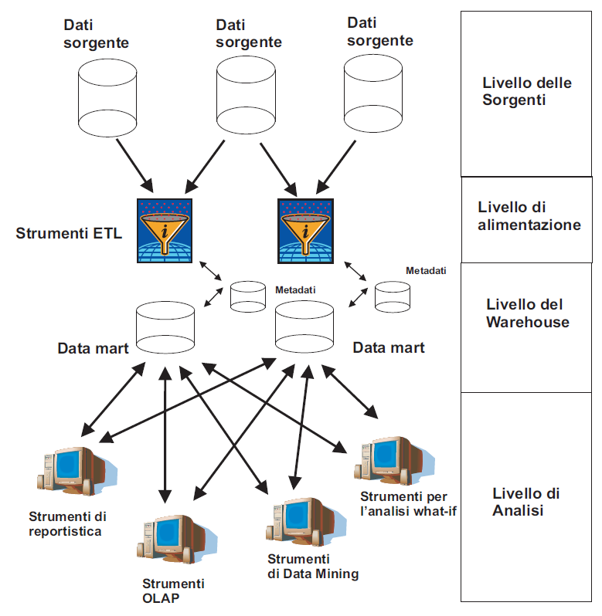 Dati
sorgente
Dati
sorgente
Dati
sorgente
Livello delle
Sorgenti
Strumenti ETL
i
i
Livello di
alimentazione
Metadati
Metadati
Livello del
Warehouse
Data mart
Data mart
Strumenti di
reportistica
Strumenti
OLAP
Strumenti
di Data Mining
Strumenti per
l'analisi what-if
Livello di
Analisi